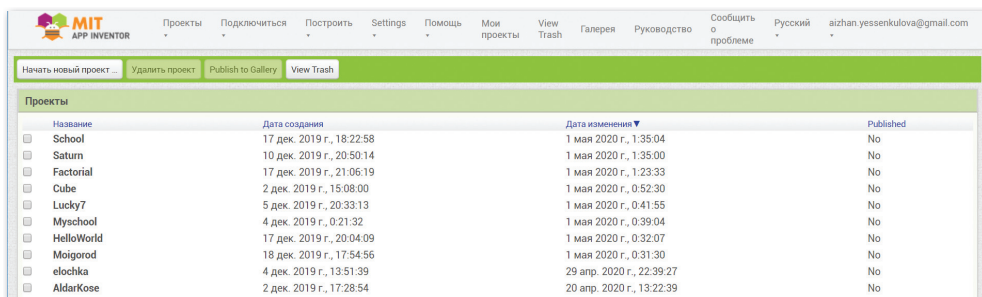 MIT
APP INVENTOR
Проекты Подключиться Построить Settings Помощь Мои проекты View Trash Галерея Руководство Сообщить о проблеме Русский aizhan.yessenkulova@gmail.com
Начать новый проект ... Удалить проект Publish to Gallery View Trash
Проекты
Название Дата создания Дата изменения▼ Published
School 17 дек. 2019 г., 18:22:58 1 мая 2020 г., 1:35:04 No
Saturn 10 дек. 2019 г., 20:50:14 1 мая 2020 г., 1:35:00 No
Factorial 17 дек. 2019 г., 21:06:19 1 мая 2020 г., 1:23:33 No
Cube 2 дек. 2019 г., 15:08:00 1 мая 2020 г., 0:52:30 No
Lucky7 5 дек. 2019 г., 20:33:13 1 мая 2020 г., 0:41:55 No
Myschool 4 дек. 2019 г., 0:21:32 1 мая 2020 г., 0:39:04 No
HelloWorld 17 дек. 2019 г., 20:04:09 1 мая 2020 г., 0:32:07 No
Moigorod 18 дек. 2019 г., 17:54:56 1 мая 2020 г., 0:31:30 No
elochka 4 дек. 2019 г., 13:51:39 29 апр. 2020 г., 22:39:27 No
AldarKose 2 дек. 2019 г., 17:28:54 20 апр. 2020 г., 13:22:39 No